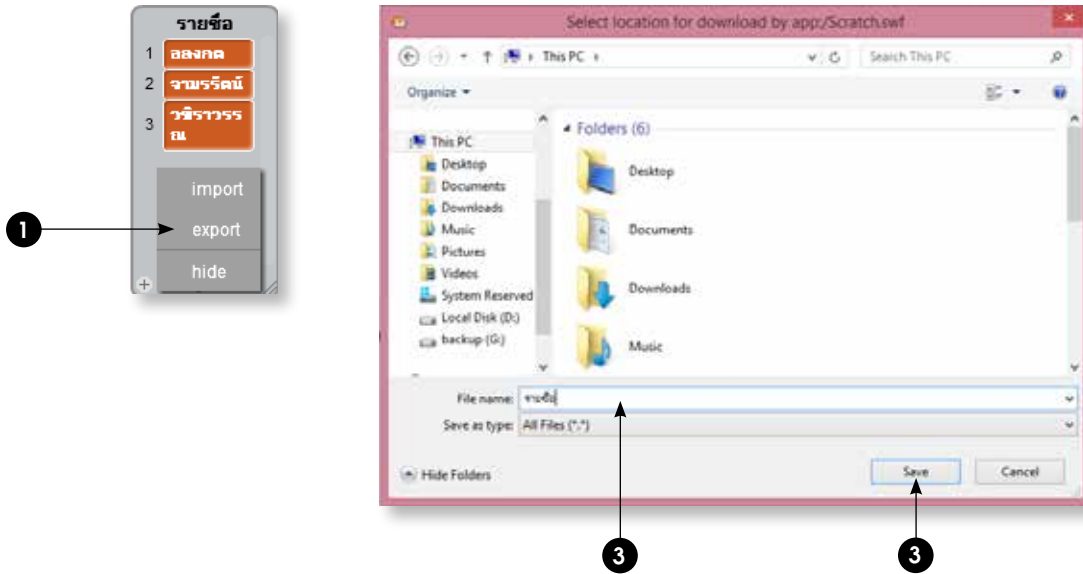 รายชื่อ
1 อลงกต
2 จามรรัตน์
3 วชิราวรร
ณ
import
export
hide
+
1
Select location for download by app:/Scratch.swf
This PC
Search This PC
Organize
This PC
Desktop
Documents
Downloads
Music
Pictures
Videos
System Reserved
Local Disk (D:)
backup (G:)
Folders (6)
Desktop
Documents
Downloads
Music
File name: รายชื่อ
Save as type: All Files (*.*)
Hide Folders
Save
Cancel
3
3